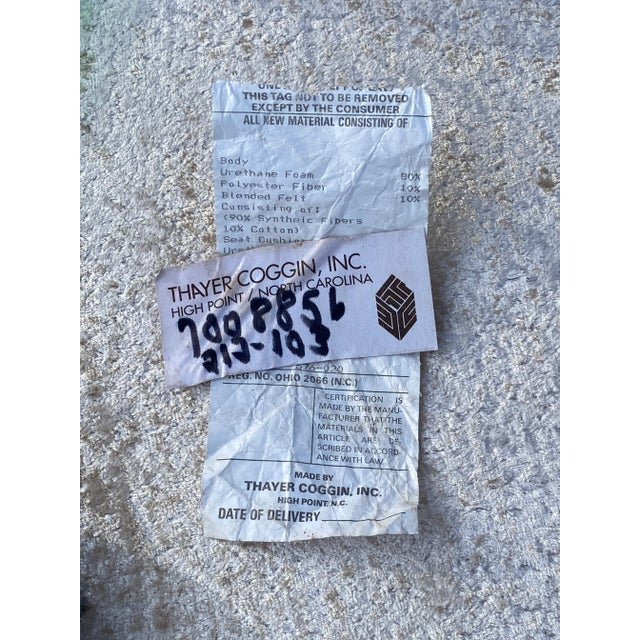 THIS TAG NOT TO BE REMOVED
EXCEPT BY THE CONSUMER
ALL NEW MATERIAL CONSISTING OF
Body
Urethane Foam 80%
Polyester Fiber 10%
Blended Felt 10%
Consisting of:
(90% Synthetic Fibers
10% Cotton)
Seat Cushion
THAYER COGGIN, INC.
HIGH POINT / NORTH CAROLINA
7008856
213-103
REG. NO. OHIO 2066 (N.C.)
CERTIFICATION IS
MADE BY THE MANU-
FACTURER THAT THE
MATERIALS IN THIS
ARTICLE ARE DE-
SCRIBED IN ACCORD-
ANCE WITH LAW.
MADE BY
THAYER COGGIN, INC.
HIGH POINT, N.C.
DATE OF DELIVERY